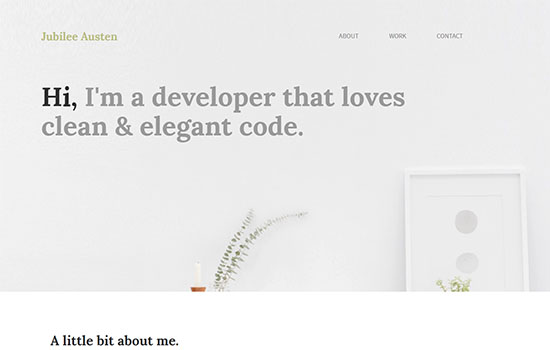 Jubilee Austen
ABOUT WORK CONTACT
Hi, I'm a developer that loves
clean & elegant code.
A little bit about me.